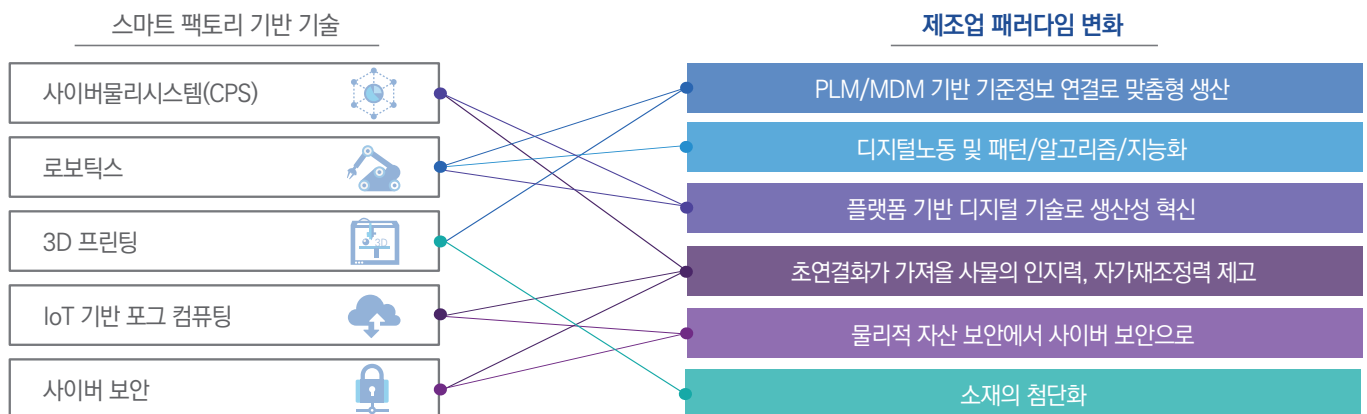 스마트 팩토리 기반 기술
제조업 패러다임 변화
사이버물리시스템(CPS)
로보틱스
3D 프린팅
3D
IoT 기반 포그 컴퓨팅
사이버 보안
PLM/MDM 기반 기준정보 연결로 맞춤형 생산
디지털노동 및 패턴/알고리즘/지능화
플랫폼 기반 디지털 기술로 생산성 혁신
초연결화가 가져올 사물의 인지력, 자가재조정력 제고
물리적 자산 보안에서 사이버 보안으로
소재의 첨단화